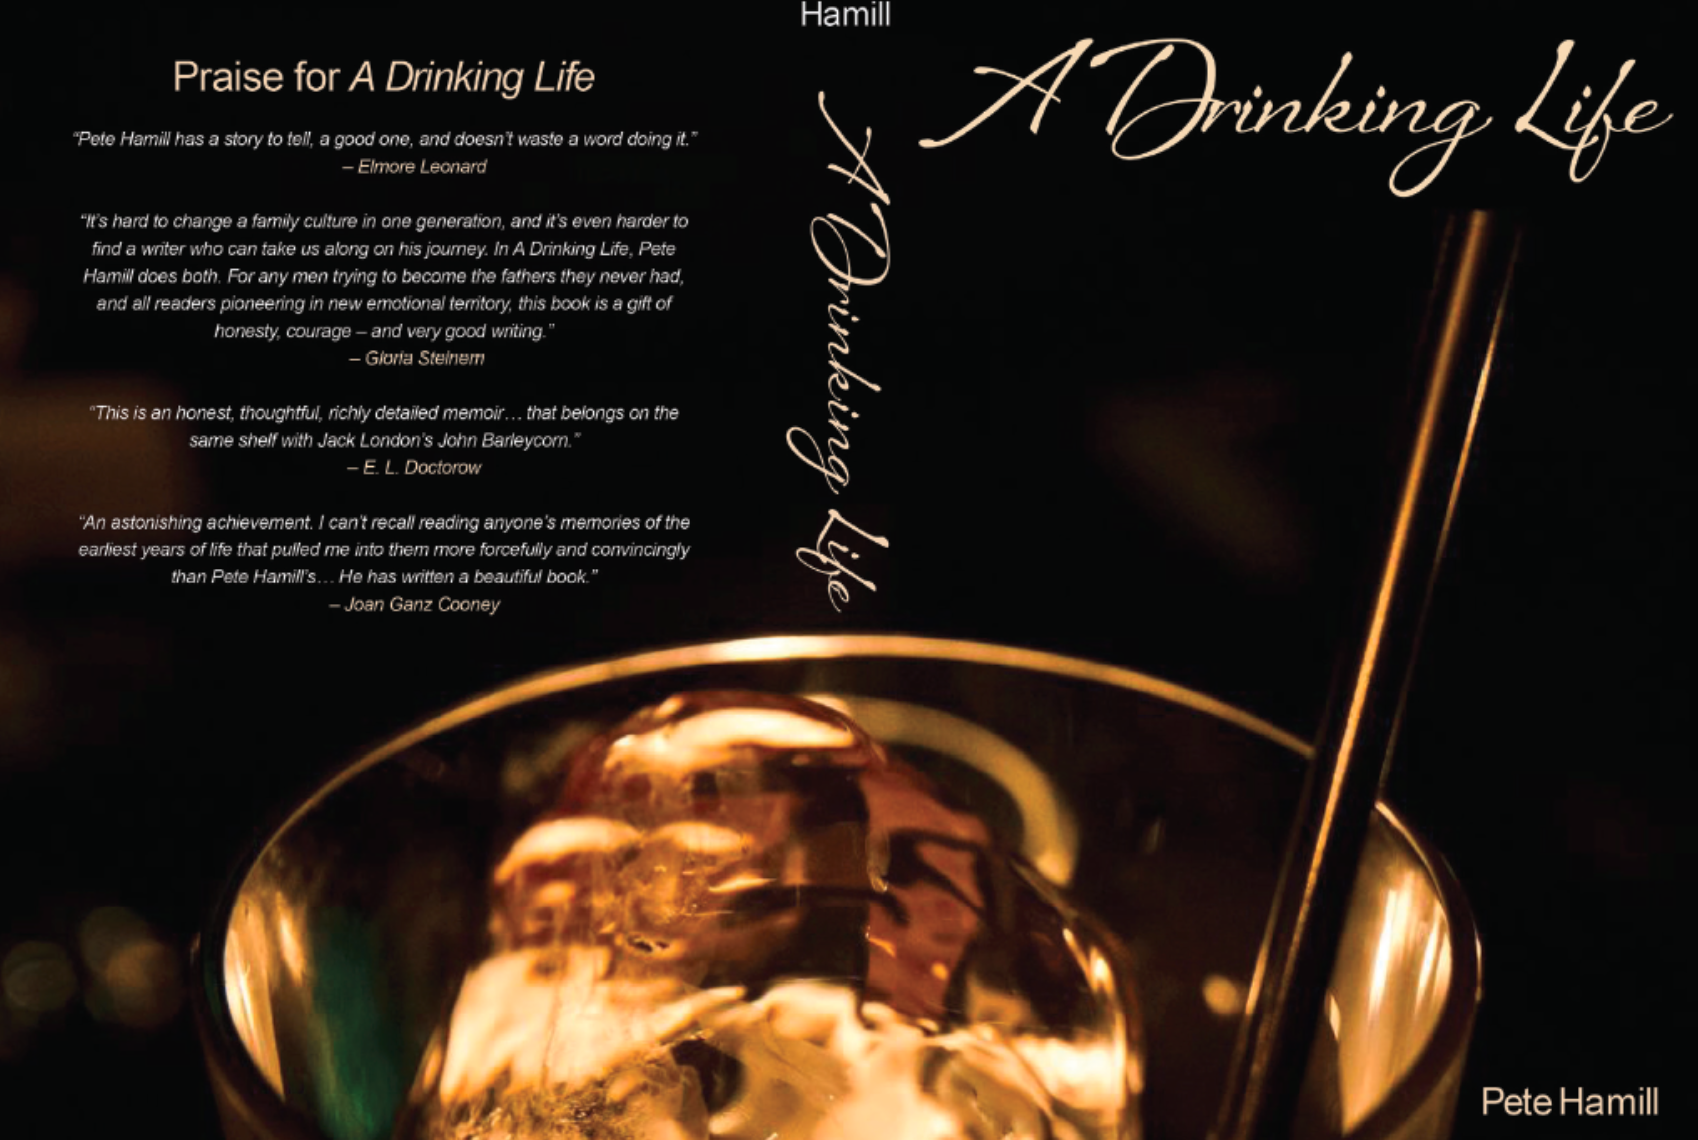 Praise for A Drinking Life
“Pete Hamill has a story to tell, a good one, and doesn’t waste a word doing it.”
– Elmore Leonard
“It’s hard to change a family culture in one generation, and it’s even harder to
find a writer who can take us along on his journey. In A Drinking Life, Pete
Hamill does both. For any men trying to become the fathers they never had,
and all readers pioneering in new emotional territory, this book is a gift of
honesty, courage – and very good writing.”
– Gloria Steinem
“This is an honest, thoughtful, richly detailed memoir… that belongs on the
same shelf with Jack London’s John Barleycorn.”
– E. L. Doctorow
“An astonishing achievement. I can’t recall reading anyone’s memories of the
earliest years of life that pulled me into them more forcefully and convincingly
than Pete Hamill’s… He has written a beautiful book.”
– Joan Ganz Cooney
Hamill
A Drinking Life
A Drinking Life
Pete Hamill